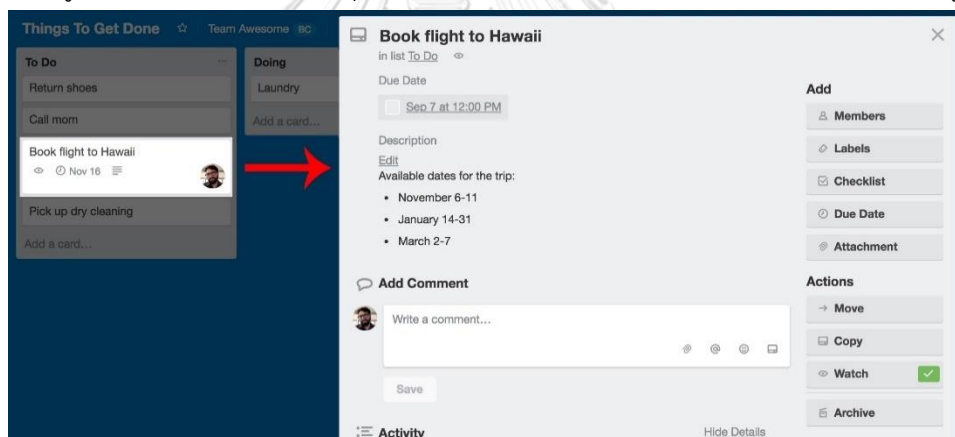 Things To Get Done ☆ Team Awesome BC
To Do ...
Return shoes
Call mom
Book flight to Hawaii
Nov 16
Pick up dry cleaning
Add a card...
Doing
Laundry
Add a card...
Book flight to Hawaii
in list To Do
Due Date
Sep 7 at 12:00 PM
Description
Edit
Available dates for the trip:
• November 6-11
• January 14-31
• March 2-7
Add Comment
Write a comment...
@
Save
Activity
Hide Details
Add
Members
Labels
Checklist
Due Date
Attachment
Actions
→ Move
Copy
Watch
Archive